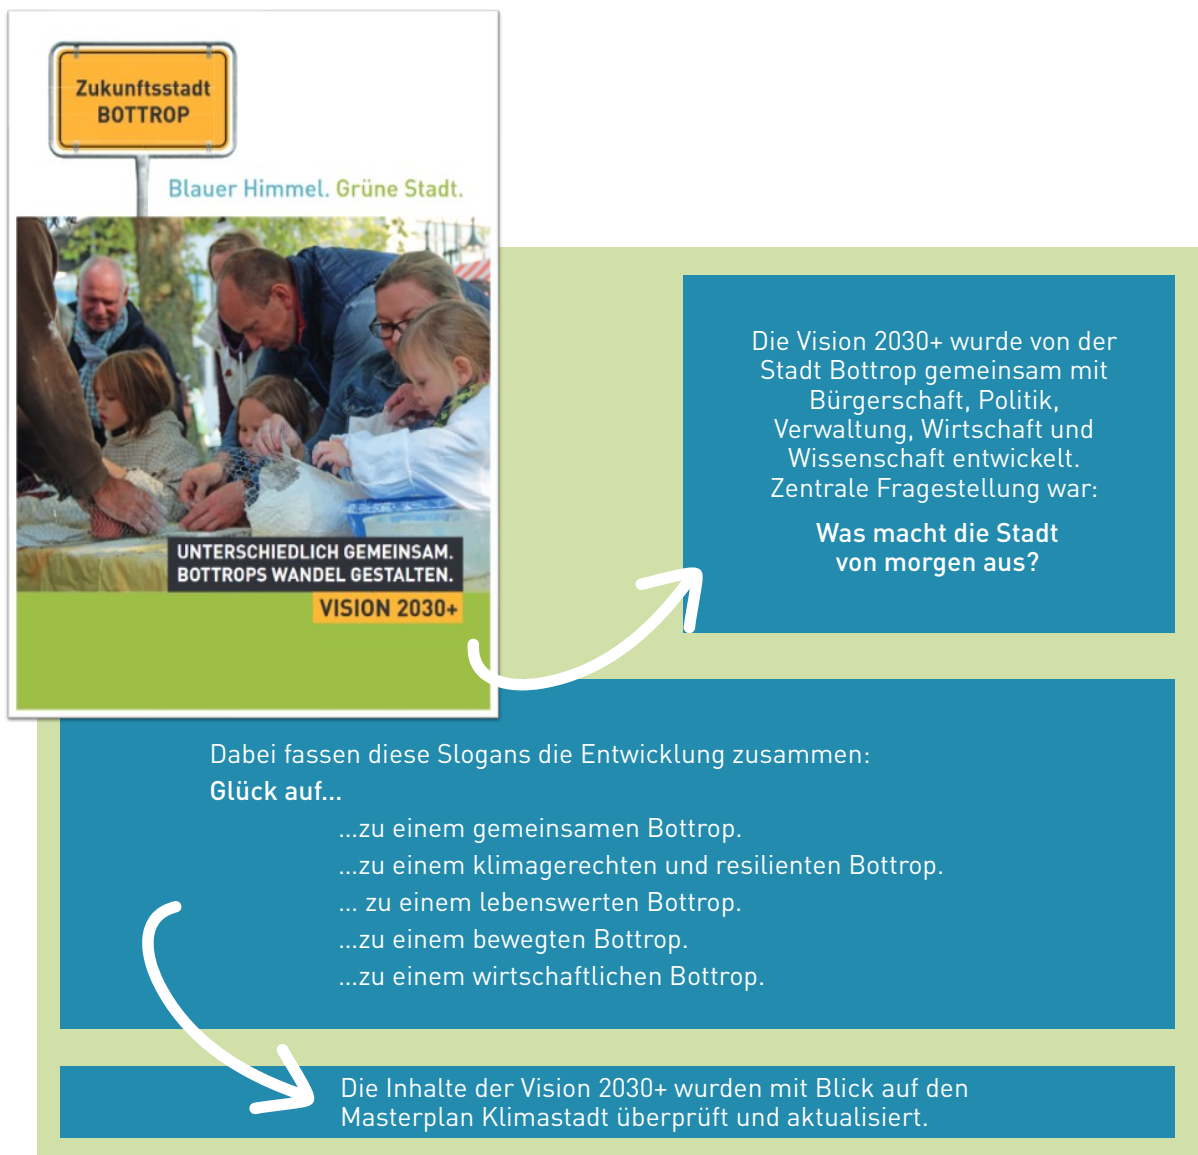 Zukunftsstadt
BOTTROP
Blauer Himmel. Grüne Stadt.
UNTERSCHIEDLICH GEMEINSAM.
BOTTROPS WANDEL GESTALTEN.
VISION 2030+
Die Vision 2030+ wurde von der
Stadt Bottrop gemeinsam mit
Bürgerschaft, Politik,
Verwaltung, Wirtschaft und
Wissenschaft entwickelt.
Zentrale Fragestellung war:
Was macht die Stadt
von morgen aus?
Dabei fassen diese Slogans die Entwicklung zusammen:
Glück auf...
...zu einem gemeinsamen Bottrop.
...zu einem klimagerechten und resilienten Bottrop.
... zu einem lebenswerten Bottrop.
...zu einem bewegten Bottrop.
...zu einem wirtschaftlichen Bottrop.
Die Inhalte der Vision 2030+ wurden mit Blick auf den
Masterplan Klimastadt überprüft und aktualisiert.